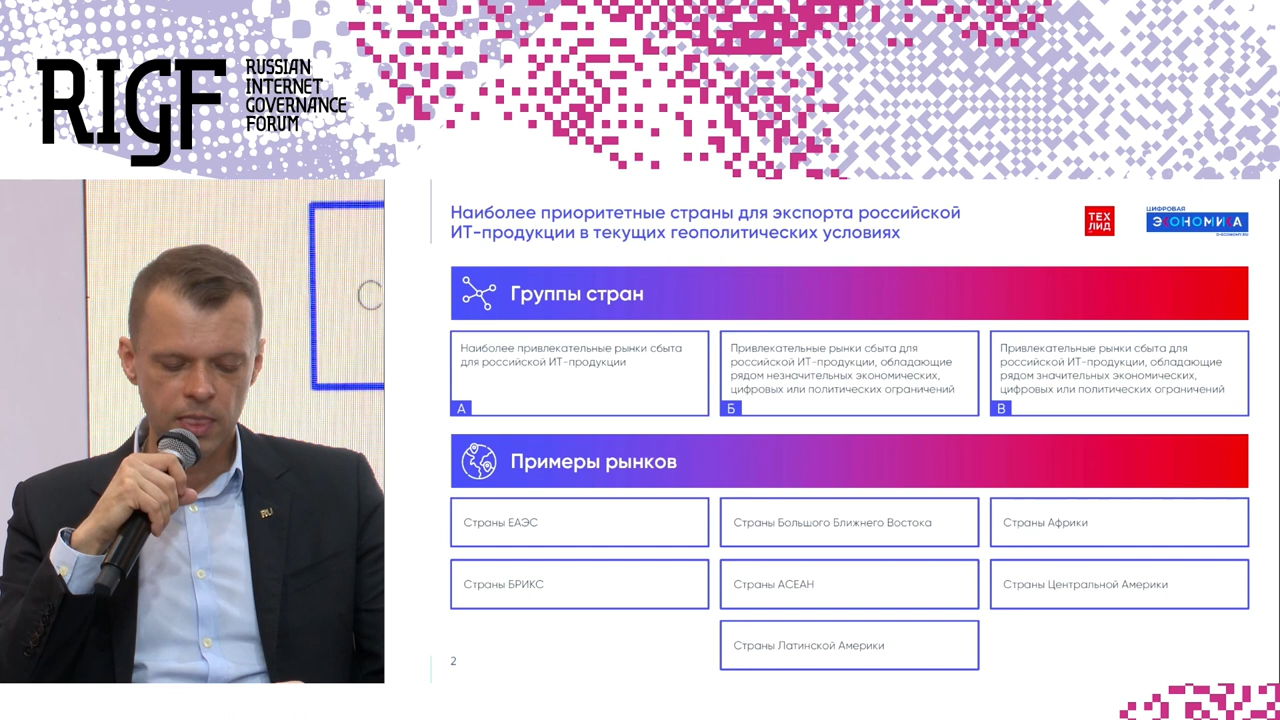 RIGF
RUSSIAN
INTERNET
GOVERNANCE
FORUM
Наиболее приоритетные страны для экспорта российской
ИТ-продукции в текущих геополитических условиях
ТЕХ
ЛИД
ЦИФРОВАЯ
ЭКОНОМИКА
D-ECONOMY.RU
Группы стран
Наиболее привлекательные рынки сбыта
для российской ИТ-продукции
А
Привлекательные рынки сбыта для
российской ИТ-продукции, обладающие
рядом незначительных экономических,
цифровых или политических ограничений
Б
Привлекательные рынки сбыта для
российской ИТ-продукции, обладающие
рядом значительных экономических,
цифровых или политических ограничений
В
Примеры рынков
Страны ЕАЭС
Страны Большого Ближнего Востока
Страны Африки
Страны БРИКС
Страны АСЕАН
Страны Центральной Америки
Страны Латинской Америки
2
С
RU